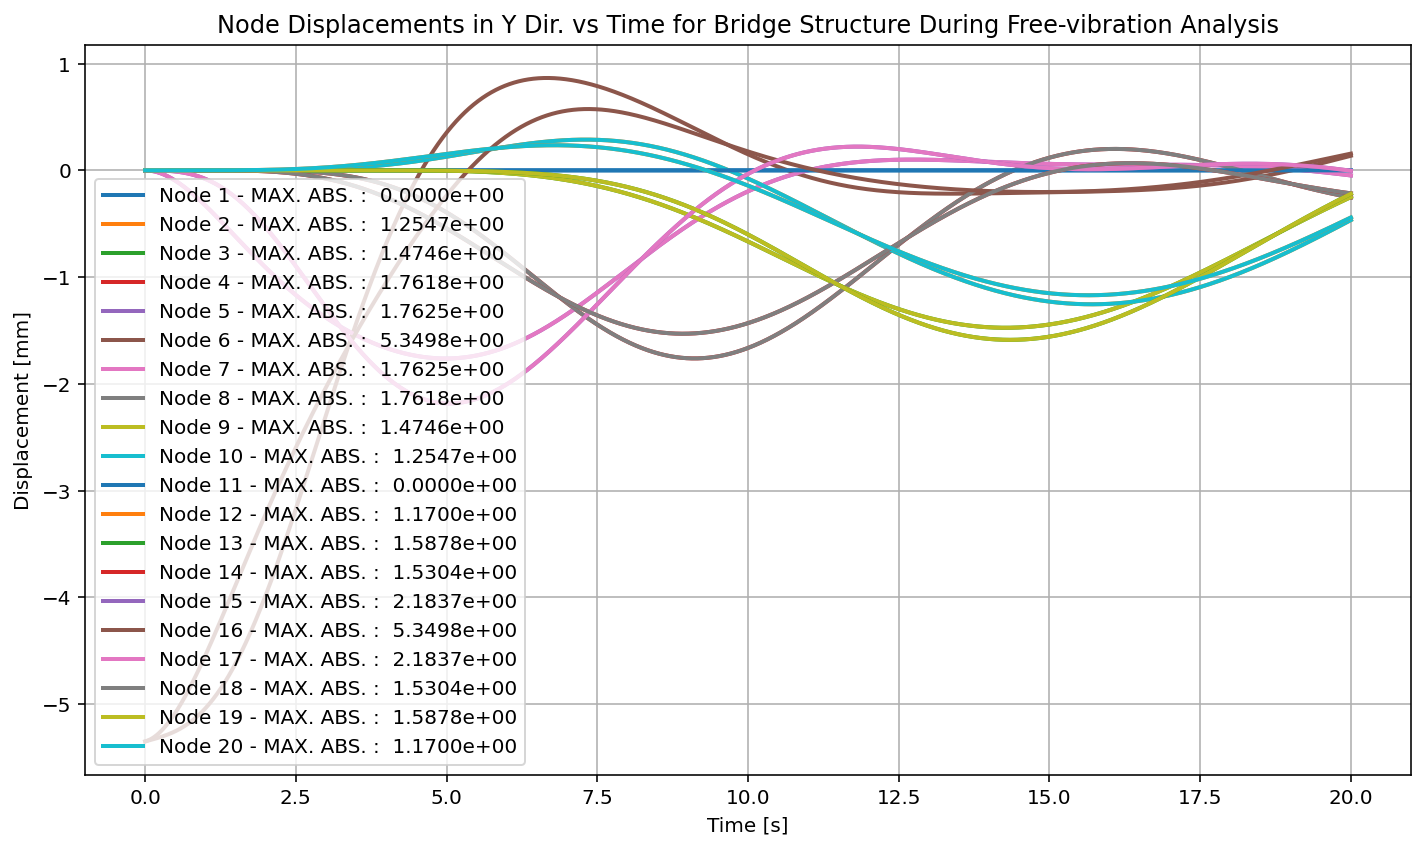 Node Displacements in Y Dir. vs Time for Bridge Structure During Free-vibration Analysis
1
0
−1
−2
−3
−4
−5
Displacement [mm]
Node 1 - MAX. ABS. : 0.0000e+00
Node 2 - MAX. ABS. : 1.2547e+00
Node 3 - MAX. ABS. : 1.4746e+00
Node 4 - MAX. ABS. : 1.7618e+00
Node 5 - MAX. ABS. : 1.7625e+00
Node 6 - MAX. ABS. : 5.3498e+00
Node 7 - MAX. ABS. : 1.7625e+00
Node 8 - MAX. ABS. : 1.7618e+00
Node 9 - MAX. ABS. : 1.4746e+00
Node 10 - MAX. ABS. : 1.2547e+00
Node 11 - MAX. ABS. : 0.0000e+00
Node 12 - MAX. ABS. : 1.1700e+00
Node 13 - MAX. ABS. : 1.5878e+00
Node 14 - MAX. ABS. : 1.5304e+00
Node 15 - MAX. ABS. : 2.1837e+00
Node 16 - MAX. ABS. : 5.3498e+00
Node 17 - MAX. ABS. : 2.1837e+00
Node 18 - MAX. ABS. : 1.5304e+00
Node 19 - MAX. ABS. : 1.5878e+00
Node 20 - MAX. ABS. : 1.1700e+00
0.0 2.5 5.0 7.5 10.0 12.5 15.0 17.5 20.0
Time [s]